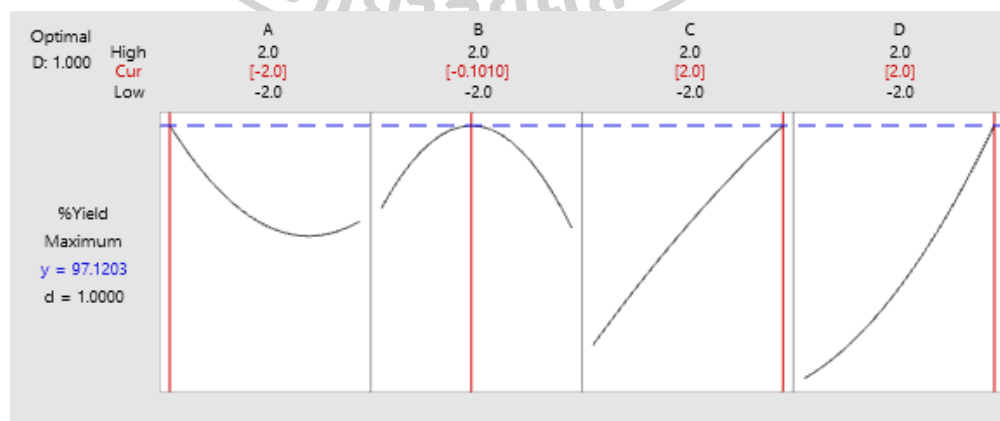 Optimal
D: 1.000
High
Cur
Low
A
2.0
[-2.0]
-2.0
B
2.0
[-0.1010]
-2.0
C
2.0
[2.0]
-2.0
D
2.0
[2.0]
-2.0
%Yield
Maximum
y = 97.1203
d = 1.0000